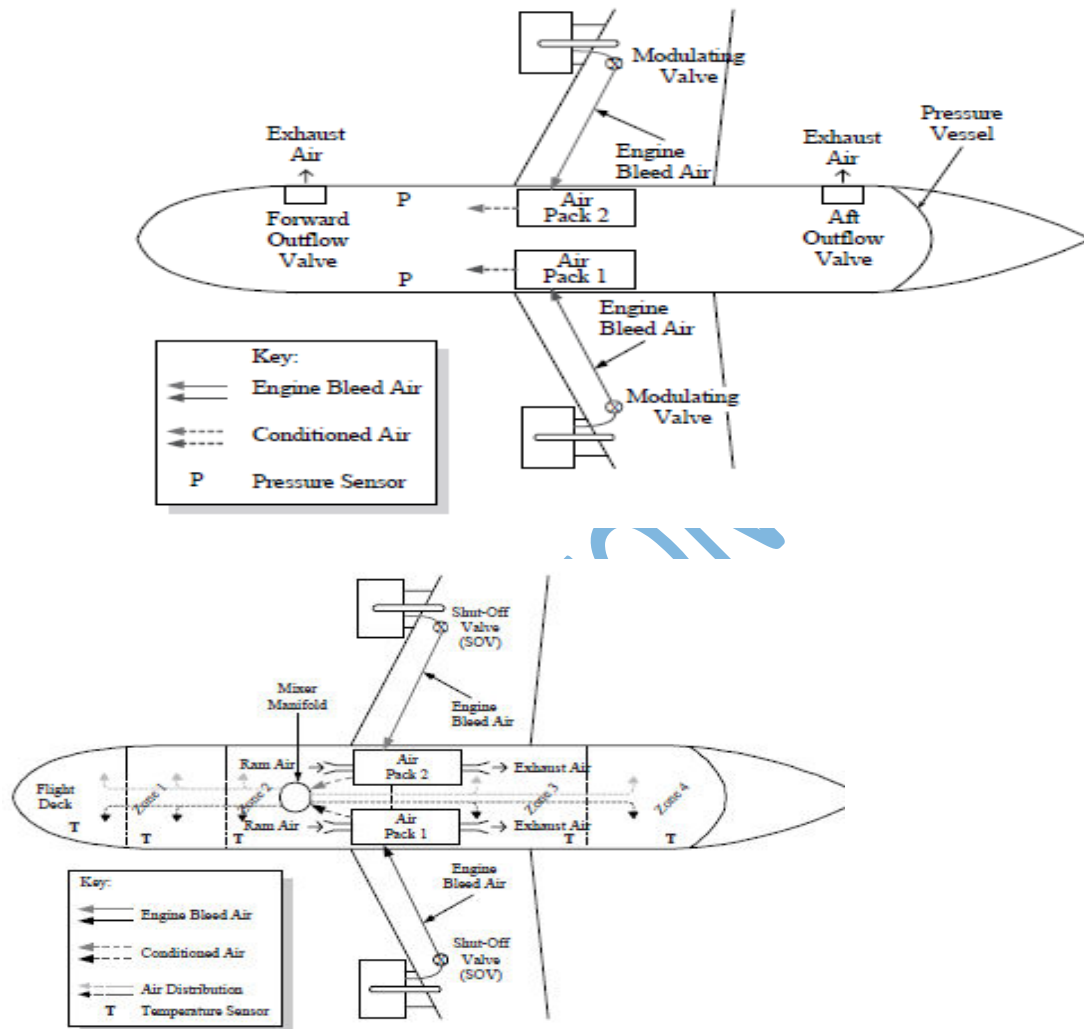 Modulating
Valve
Exhaust
Air
Engine
Bleed Air
Exhaust
Air
Pressure
Vessel
P
Air
Pack 2
Forward
Outflow
Valve
Aft
Outflow
Valve
P
Air
Pack 1
Engine
Bleed Air
Modulating
Valve
Key:
Engine Bleed Air
Conditioned Air
P Pressure Sensor
Shut-Off
Valve
(SOV)
Mixer
Manifold
Engine
Bleed Air
Ram Air
Air
Pack 2
Exhaust Air
Flight
Deck
Zone 1
Zone 2
Zone 3
Zone 4
T
T
T
Ram Air
Air
Pack 1
Exhaust Air
T
T
Engine
Bleed Air
Shut-Off
Valve
(SOV)
Key:
Engine Bleed Air
Conditioned Air
Air Distribution
T Temperature Sensor